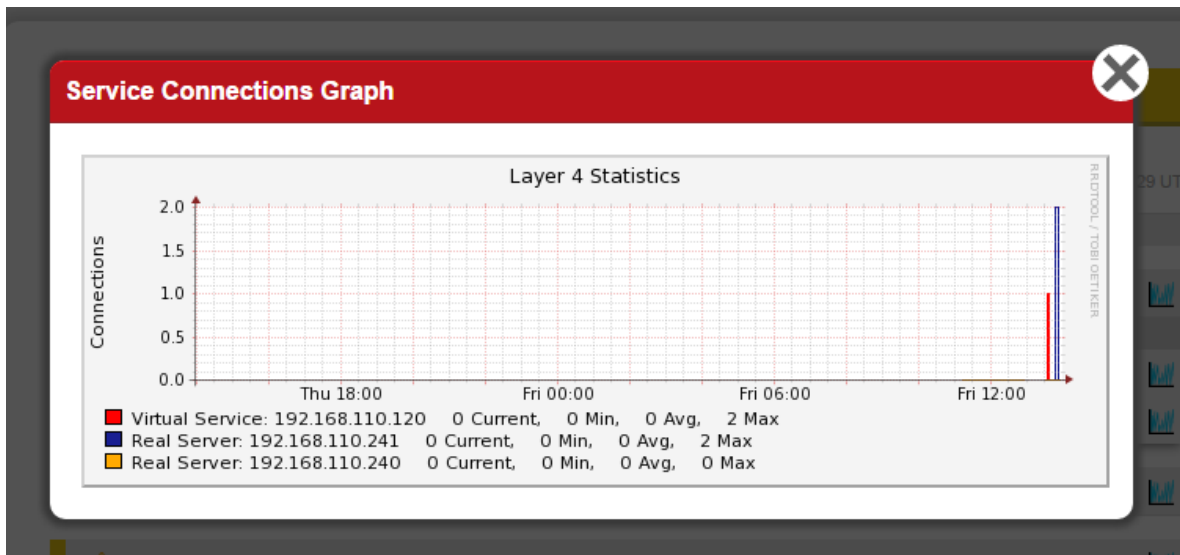 Service Connections Graph
29 UT
Layer 4 Statistics
RRDTOOL / TOBI OETIKER
Connections
2.0
1.5
1.0
0.5
0.0
Thu 18:00 Fri 00:00 Fri 06:00 Fri 12:00
Virtual Service: 192.168.110.120 0 Current, 0 Min, 0 Avg, 2 Max
Real Server: 192.168.110.241 0 Current, 0 Min, 0 Avg, 2 Max
Real Server: 192.168.110.240 0 Current, 0 Min, 0 Avg, 0 Max